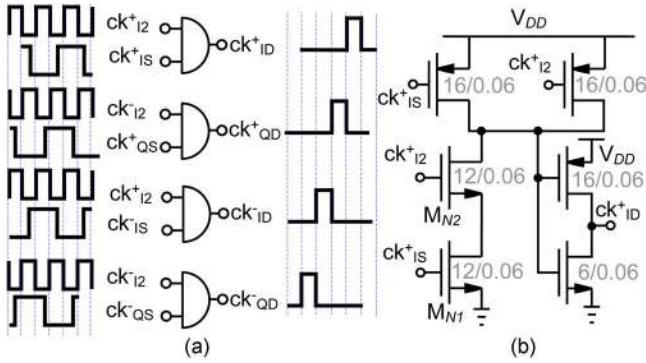 ck⁺I2
ck⁺IS
ck⁺ID
ck⁻I2
ck⁺QS
ck⁺QD
ck⁺I2
ck⁻IS
ck⁻ID
ck⁻I2
ck⁻QS
ck⁻QD
(a)
VDD
ck⁺IS
16/0.06
ck⁺I2
16/0.06
ck⁺I2
12/0.06
MN2
VDD
16/0.06
ck⁺ID
ck⁺IS
12/0.06
MN1
6/0.06
(b)